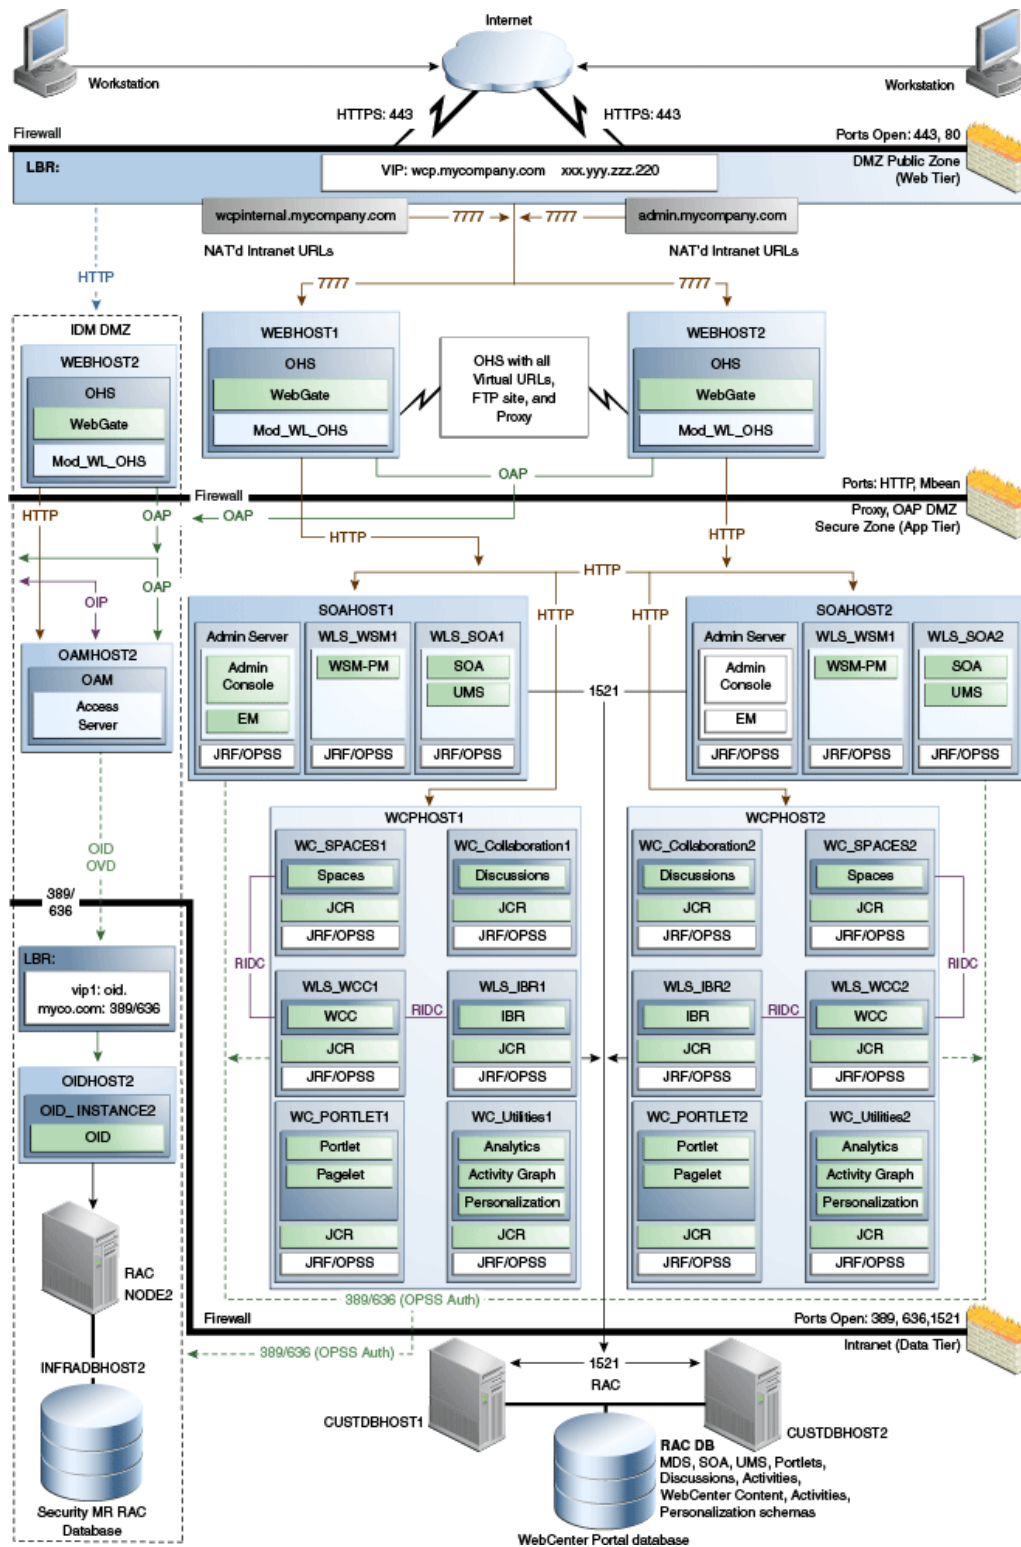 Internet
Workstation
Workstation
HTTPS: 443
HTTPS: 443
Firewall
Ports Open: 443, 80
LBR:
VIP: wcp.mycompany.com xxx.yyy.zzz.220
DMZ Public Zone
(Web Tier)
wcpinternal.mycompany.com
7777
7777
admin.mycompany.com
NAT'd Intranet URLs
NAT'd Intranet URLs
HTTP
7777
7777
IDM DMZ
WEBHOST2
OHS
WebGate
Mod_WL_OHS
WEBHOST1
OHS
WebGate
Mod_WL_OHS
OHS with all
Virtual URLs,
FTP site, and
Proxy
WEBHOST2
OHS
WebGate
Mod_WL_OHS
OAP
Firewall
Ports: HTTP, Mbean
HTTP
OAP
OAP
Proxy, OAP DMZ
Secure Zone (App Tier)
HTTP
HTTP
HTTP
OAP
OIP
HTTP
HTTP
OAMHOST2
OAM
Access
Server
SOAHOST1
Admin Server
Admin
Console
EM
JRF/OPSS
WLS_WSM1
WSM-PM
JRF/OPSS
WLS_SOA1
SOA
UMS
JRF/OPSS
1521
SOAHOST2
Admin Server
Admin
Console
EM
JRF/OPSS
WLS_WSM1
WSM-PM
JRF/OPSS
WLS_SOA2
SOA
UMS
JRF/OPSS
OID
OVD
389/
636
WCPHOST1
WC_SPACES1
Spaces
JCR
JRF/OPSS
WC_Collaboration1
Discussions
JCR
JRF/OPSS
RIDC
WLS_WCC1
WCC
JCR
JRF/OPSS
RIDC
WLS_IBR1
IBR
JCR
JRF/OPSS
WC_PORTLET1
Portlet
Pagelet
JCR
JRF/OPSS
WC_Utilities1
Analytics
Activity Graph
Personalization
JCR
JRF/OPSS
WCPHOST2
WC_Collaboration2
Discussions
JCR
JRF/OPSS
WC_SPACES2
Spaces
JCR
JRF/OPSS
RIDC
WLS_IBR2
IBR
JCR
JRF/OPSS
RIDC
WLS_WCC2
WCC
JCR
JRF/OPSS
WC_PORTLET2
Portlet
Pagelet
JCR
JRF/OPSS
WC_Utilities2
Analytics
Activity Graph
Personalization
JCR
JRF/OPSS
LBR:
vip1: oid.
myco.com: 389/636
OIDHOST2
OID_ INSTANCE2
OID
RAC
NODE2
389/636 (OPSS Auth)
Firewall
Ports Open: 389, 636,1521
Intranet (Data Tier)
389/636 (OPSS Auth)
INFRADBHOST2
Security MR RAC
Database
1521
RAC
CUSTDBHOST1
CUSTDBHOST2
RAC DB
MDS, SOA, UMS, Portlets,
Discussions, Activities,
WebCenter Content, Activities,
Personalization schemas
WebCenter Portal database